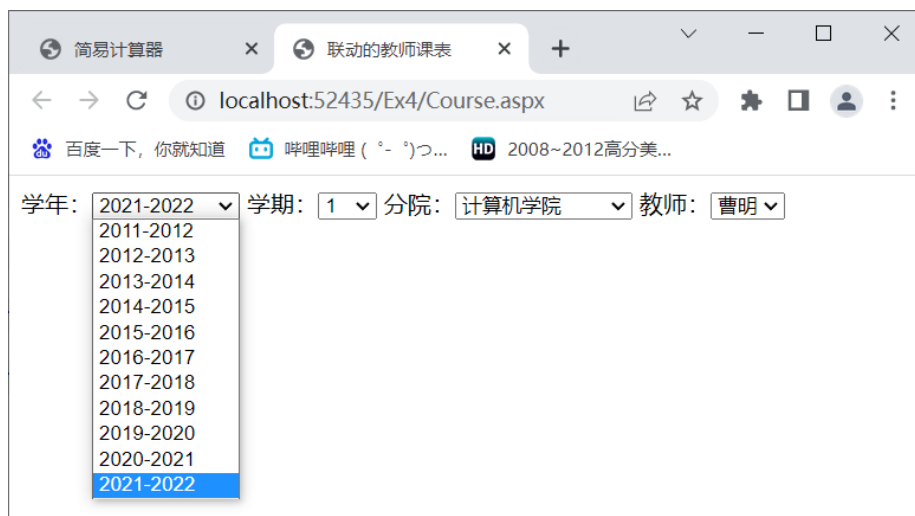 简易计算器 联动的教师课表
localhost:52435/Ex4/Course.aspx
百度一下，你就知道 哔哩哔哩 ( ゜- ゜)つ... HD 2008~2012高分美...
学年： 2021-2022 学期： 1 分院： 计算机学院 教师： 曹明
2011-2012
2012-2013
2013-2014
2014-2015
2015-2016
2016-2017
2017-2018
2018-2019
2019-2020
2020-2021
2021-2022